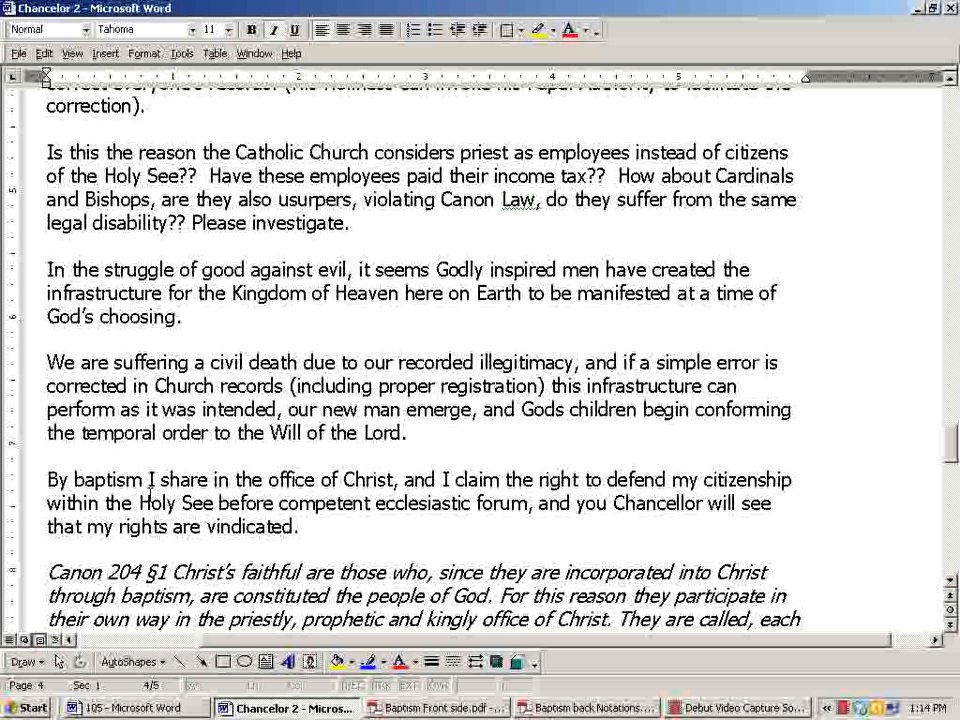 Chancelor 2 - Microsoft Word
Normal Tahoma 11 B I U
File Edit View Insert Format Tools Table Window Help
1 2 3 4 5 7
correction).
Is this the reason the Catholic Church considers priest as employees instead of citizens
of the Holy See?? Have these employees paid their income tax?? How about Cardinals
and Bishops, are they also usurpers, violating Canon Law, do they suffer from the same
legal disability?? Please investigate.
In the struggle of good against evil, it seems Godly inspired men have created the
infrastructure for the Kingdom of Heaven here on Earth to be manifested at a time of
God's choosing.
We are suffering a civil death due to our recorded illegitimacy, and if a simple error is
corrected in Church records (including proper registration) this infrastructure can
perform as it was intended, our new man emerge, and Gods children begin conforming
the temporal order to the Will of the Lord.
By baptism I share in the office of Christ, and I claim the right to defend my citizenship
within the Holy See before competent ecclesiastic forum, and you Chancellor will see
that my rights are vindicated.
Canon 204 §1 Christ's faithful are those who, since they are incorporated into Christ
through baptism, are constituted the people of God. For this reason they participate in
their own way in the priestly, prophetic and kingly office of Christ. They are called, each
Draw AutoShapes
Page 4 Sec 1 4/5 At Ln Col REC TRK EXT OVR
Start 105 - Microsoft Word Chancelor 2 - Micros... Baptism Front side.pdf - ... Baptism back Notations.... Debut Video Capture So... 1:14 PM